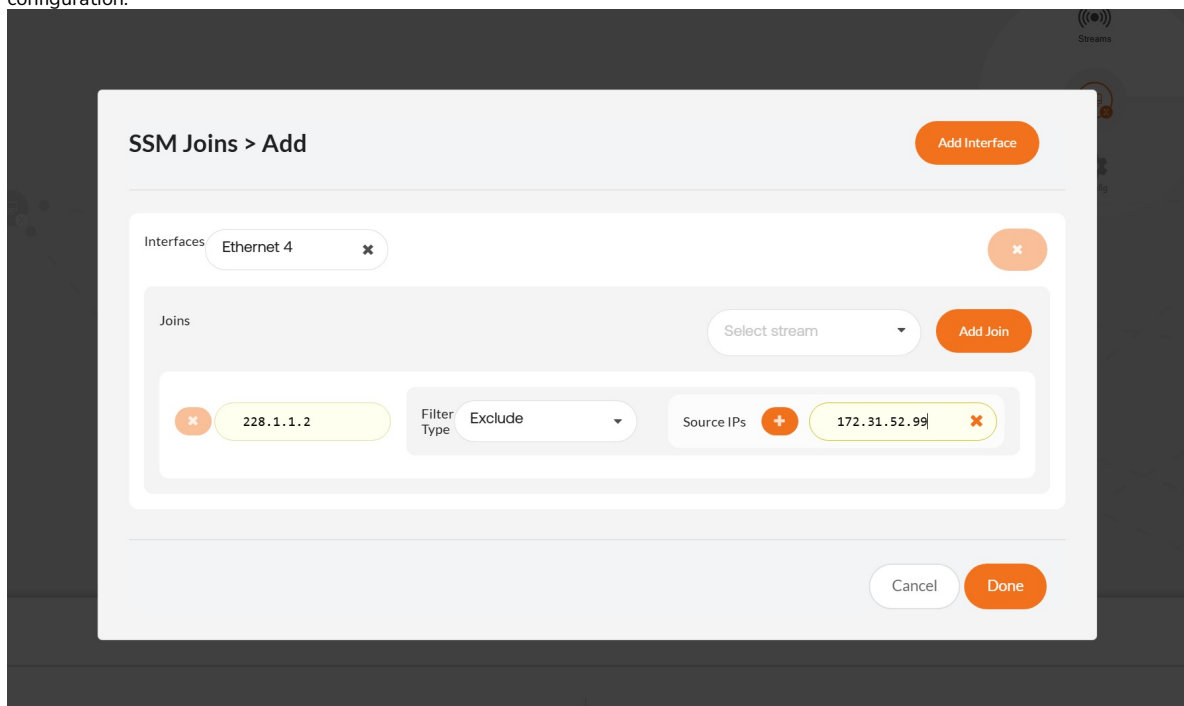 configuration.
Streams
SSM Joins > Add
Add Interface
Interfaces
Ethernet 4
Joins
Select stream
Add Join
228.1.1.2
Filter
Type
Exclude
Source IPs
172.31.52.99
Cancel
Done